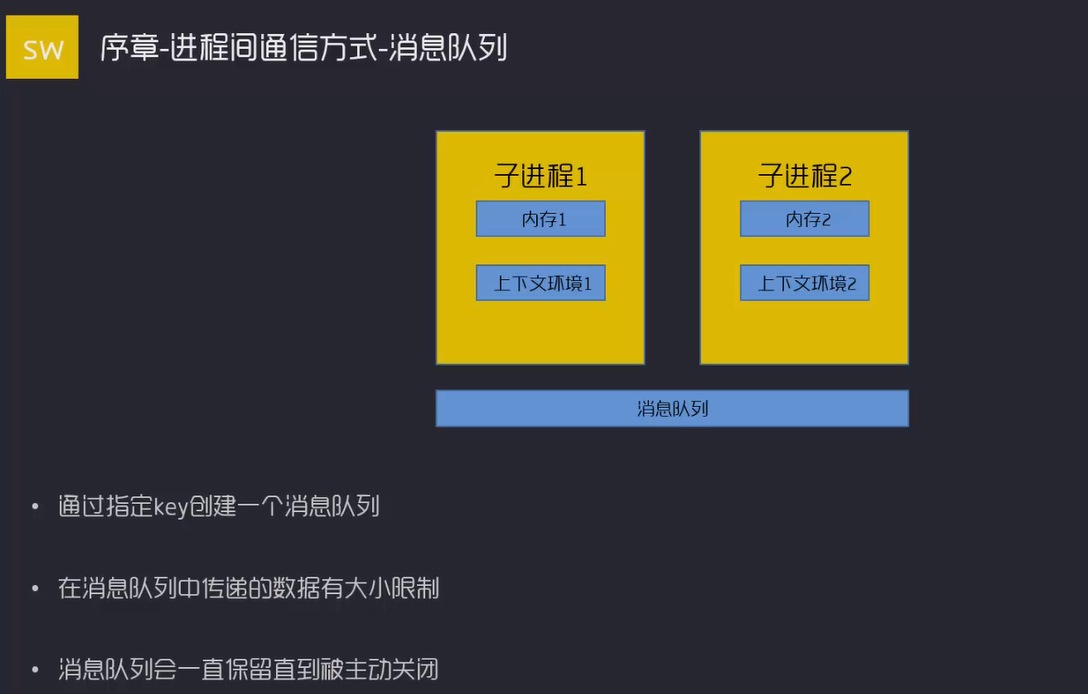 SW
序章-进程间通信方式-消息队列
子进程1
内存1
上下文环境1
子进程2
内存2
上下文环境2
消息队列
• 通过指定key创建一个消息队列
• 在消息队列中传递的数据有大小限制
• 消息队列会一直保留直到被主动关闭